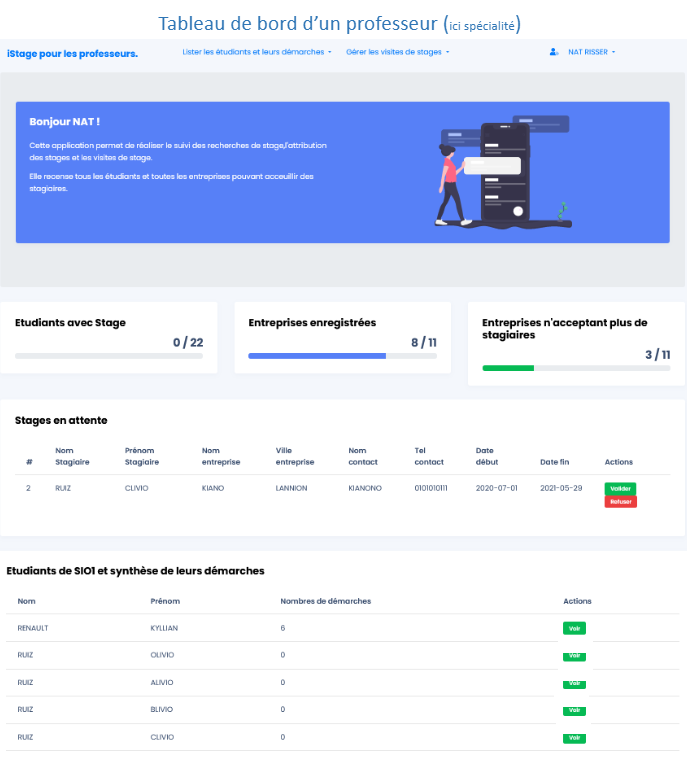 Tableau de bord d’un professeur (ici spécialité)
iStage pour les professeurs. Lister les étudiants et leurs démarches Gérer les visites de stages NAT RISSER
Bonjour NAT !
Cette application permet de réaliser le suivi des recherches de stage,l'attribution
des stages et les visites de stage.
Elle recense tous les étudiants et toutes les entreprises pouvant acceuillir des
stagiaires.
Etudiants avec Stage
0 / 22
Entreprises enregistrées
8 / 11
Entreprises n'acceptant plus de
stagiaires
3 / 11
Stages en attente
# Nom Stagiaire Prénom Stagiaire Nom entreprise Ville entreprise Nom contact Tel contact Date début Date fin Actions
2 RUIZ CLIVIO KIANO LANNION KIANONO 0101010111 2020-07-01 2021-05-29 Valider
Refuser
Etudiants de SIO1 et synthèse de leurs démarches
Nom Prénom Nombres de démarches Actions
RENAULT KYLLIAN 6 Voir
RUIZ OLIVIO 0 Voir
RUIZ ALIVIO 0 Voir
RUIZ BLIVIO 0 Voir
RUIZ CLIVIO 0 Voir